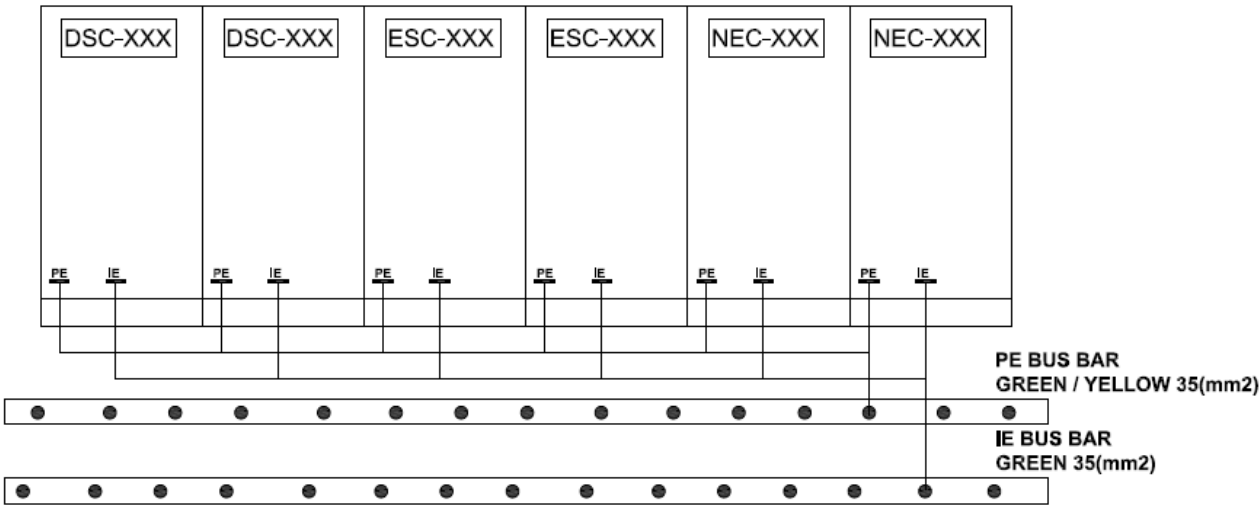 DSC-XXX DSC-XXX ESC-XXX ESC-XXX NEC-XXX NEC-XXX
PE IE PE IE PE IE PE IE PE IE PE IE
PE BUS BAR
GREEN / YELLOW 35(mm2)
IE BUS BAR
GREEN 35(mm2)